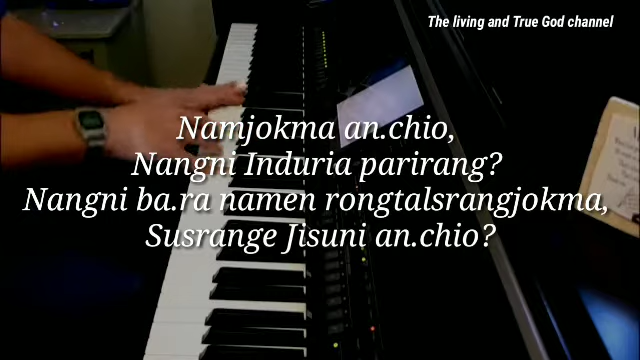 The living and True God channel
Namjokma an.chio,
Nangni Induria parirang?
Nangni ba.ra namen rongtalsrangjokma,
Susrange Jisuni an.chio?